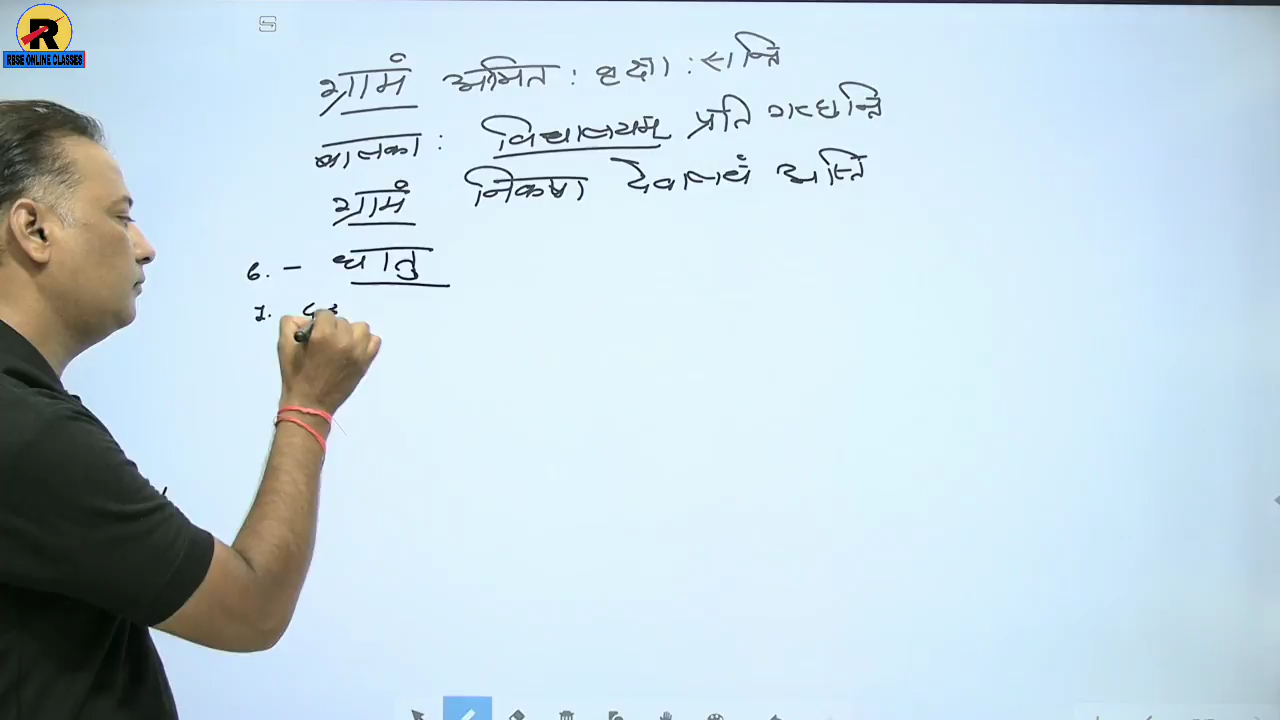 R
RBSE ONLINE CLASSES
ग्रामं अभित: वृक्षा: सन्ति
बालका: विद्यालयम् प्रति गच्छन्ति
ग्रामं निकषा देवालयं अस्ति
6. - धातु
1.